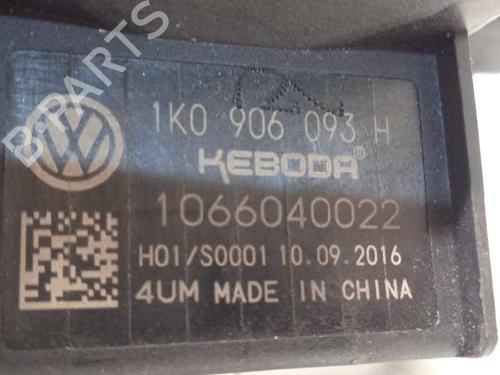 B-PARTS
1K0 906 093 H
KEBODA®
1066040022
H01/S0001 10.09.2016
4UM MADE IN CHINA